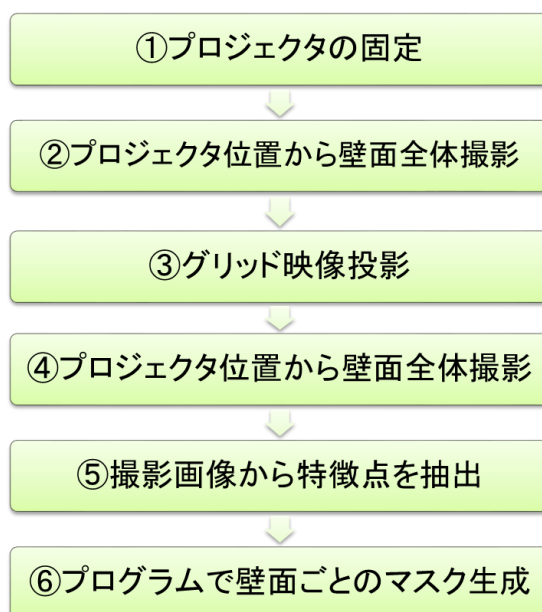 ①プロジェクタの固定
②プロジェクタ位置から壁面全体撮影
③グリッド映像投影
④プロジェクタ位置から壁面全体撮影
⑤撮影画像から特徴点を抽出
⑥プログラムで壁面ごとのマスク生成